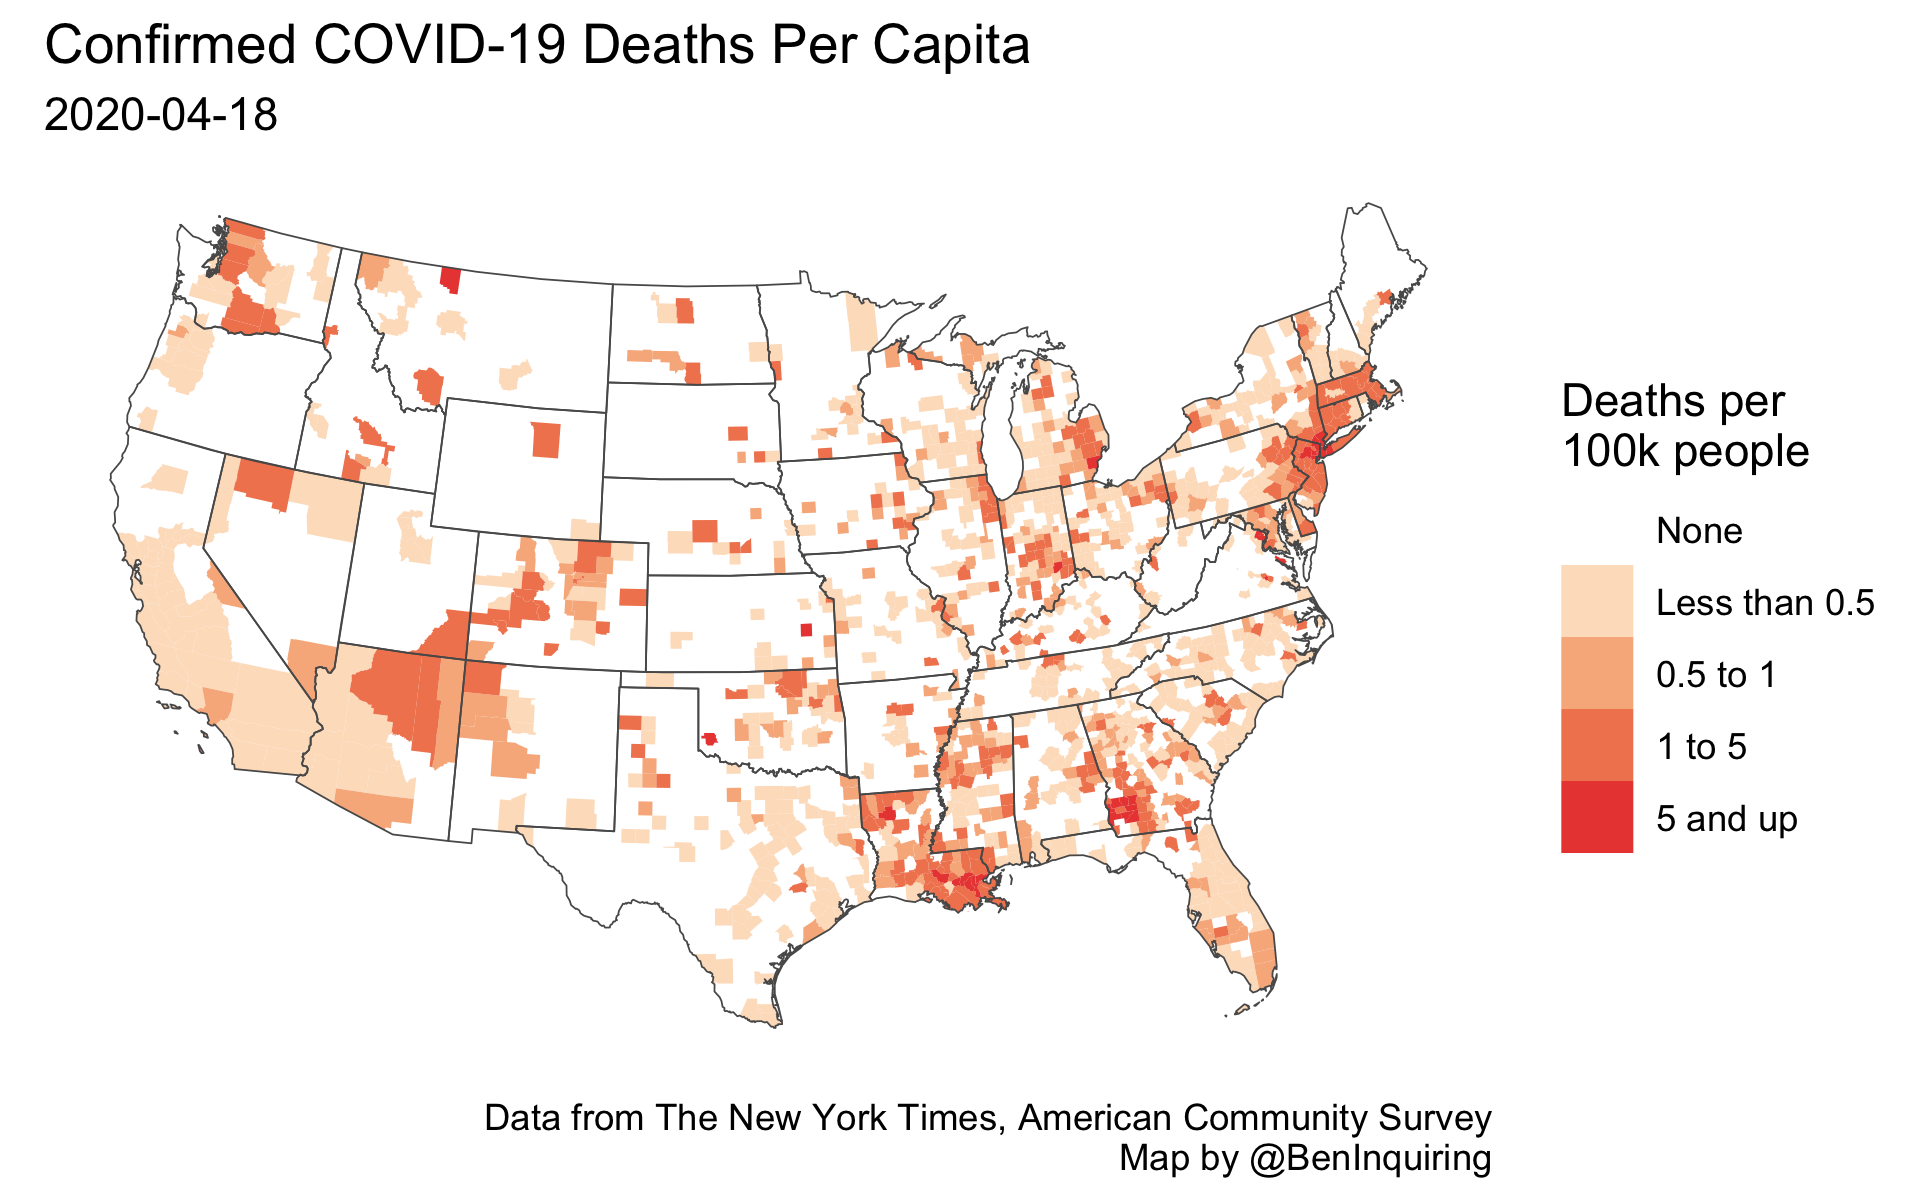 Confirmed COVID-19 Deaths Per Capita
2020-04-18
Deaths per
100k people
None
Less than 0.5
0.5 to 1
1 to 5
5 and up
Data from The New York Times, American Community Survey
Map by @BenInquiring